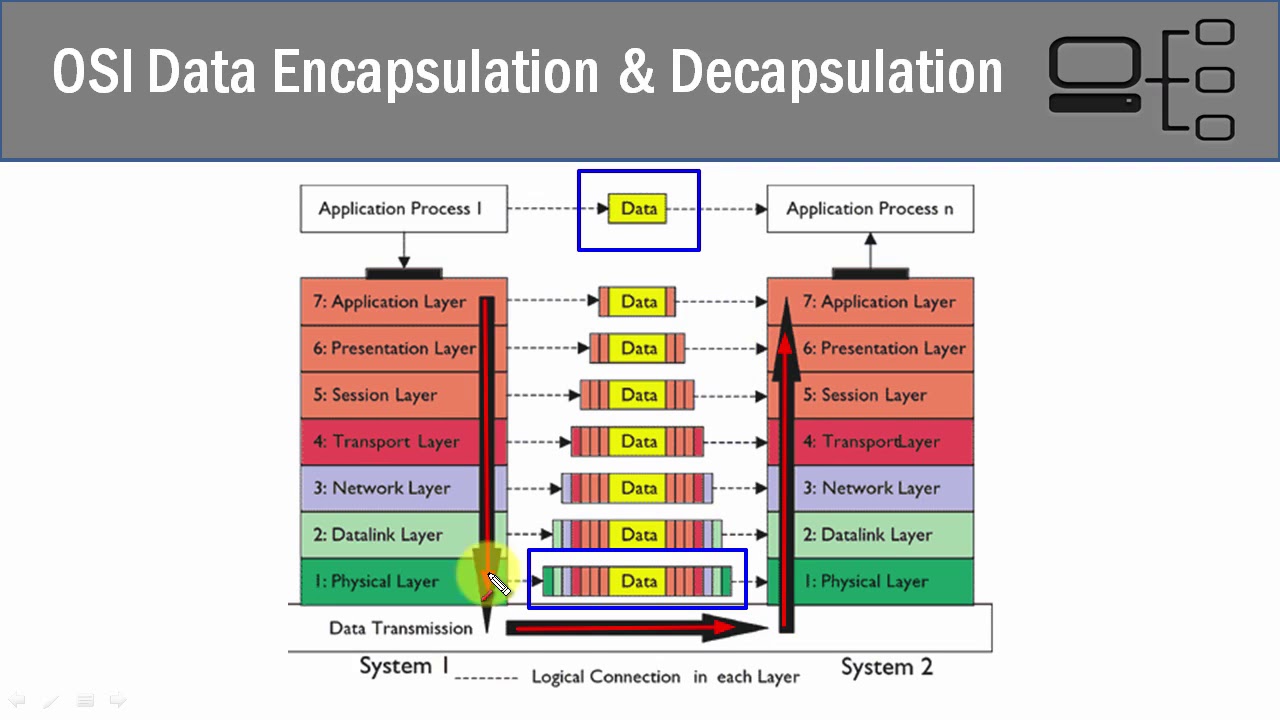 OSI Data Encapsulation & Decapsulation
Application Process 1
Data
Application Process n
7: Application Layer
Data
7: Application Layer
6: Presentation Layer
Data
6: Presentation Layer
5: Session Layer
Data
5: Session Layer
4: Transport Layer
Data
4: TransportLayer
3: Network Layer
Data
3: Network Layer
2: Datalink Layer
Data
2: Datalink Layer
1: Physical Layer
Data
1: Physical Layer
Data Transmission
System 1
System 2
Logical Connection in each Layer